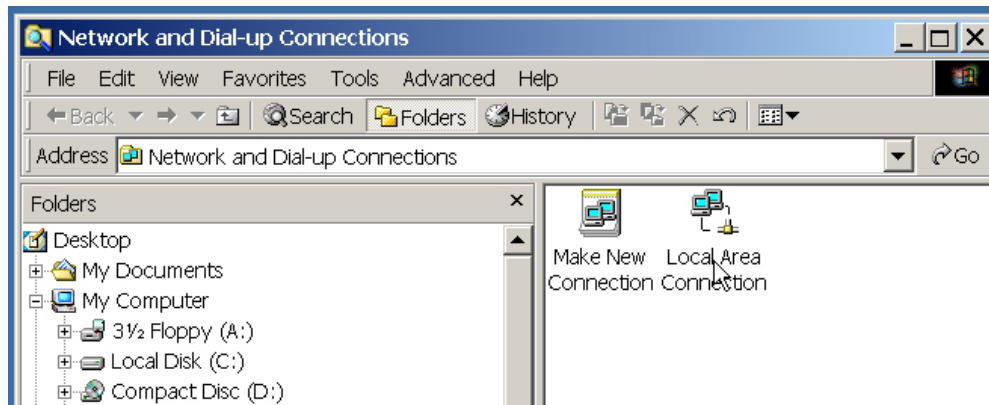 Network and Dial-up Connections
File Edit View Favorites Tools Advanced Help
Back Search Folders History
Address Network and Dial-up Connections Go
Folders
Desktop
My Documents
My Computer
3½ Floppy (A:)
Local Disk (C:)
Compact Disc (D:)
Make New Connection
Local Area Connection